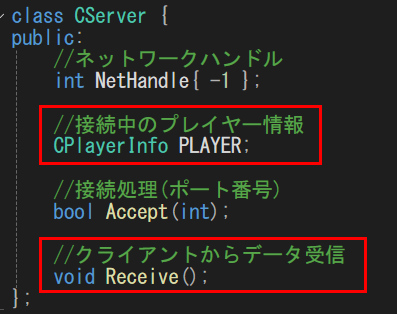 class CServer {
public:
//ネットワークハンドル
int NetHandle{ -1 };
//接続中のプレイヤー情報
CPlayerInfo PLAYER;
//接続処理(ポート番号)
bool Accept(int);
//クライアントからデータ受信
void Receive();
};